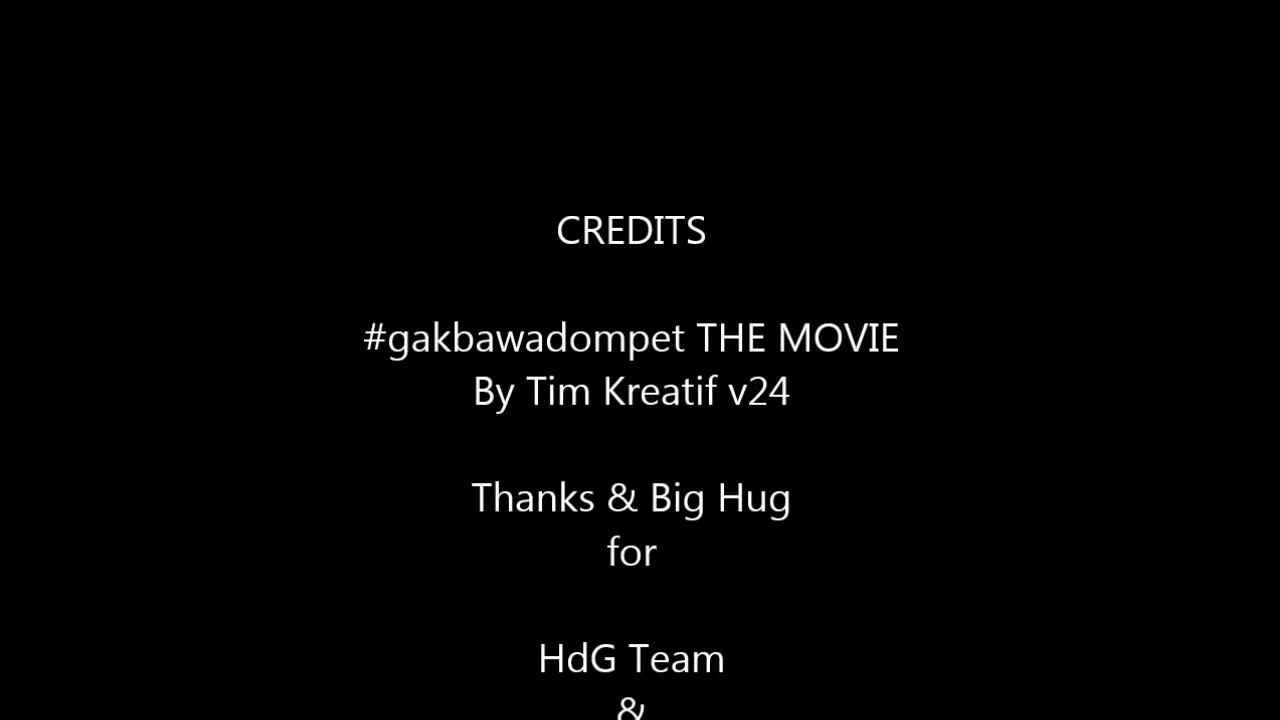 CREDITS
#gakbawadompet THE MOVIE
By Tim Kreatif v24
Thanks & Big Hug
for
HdG Team
&